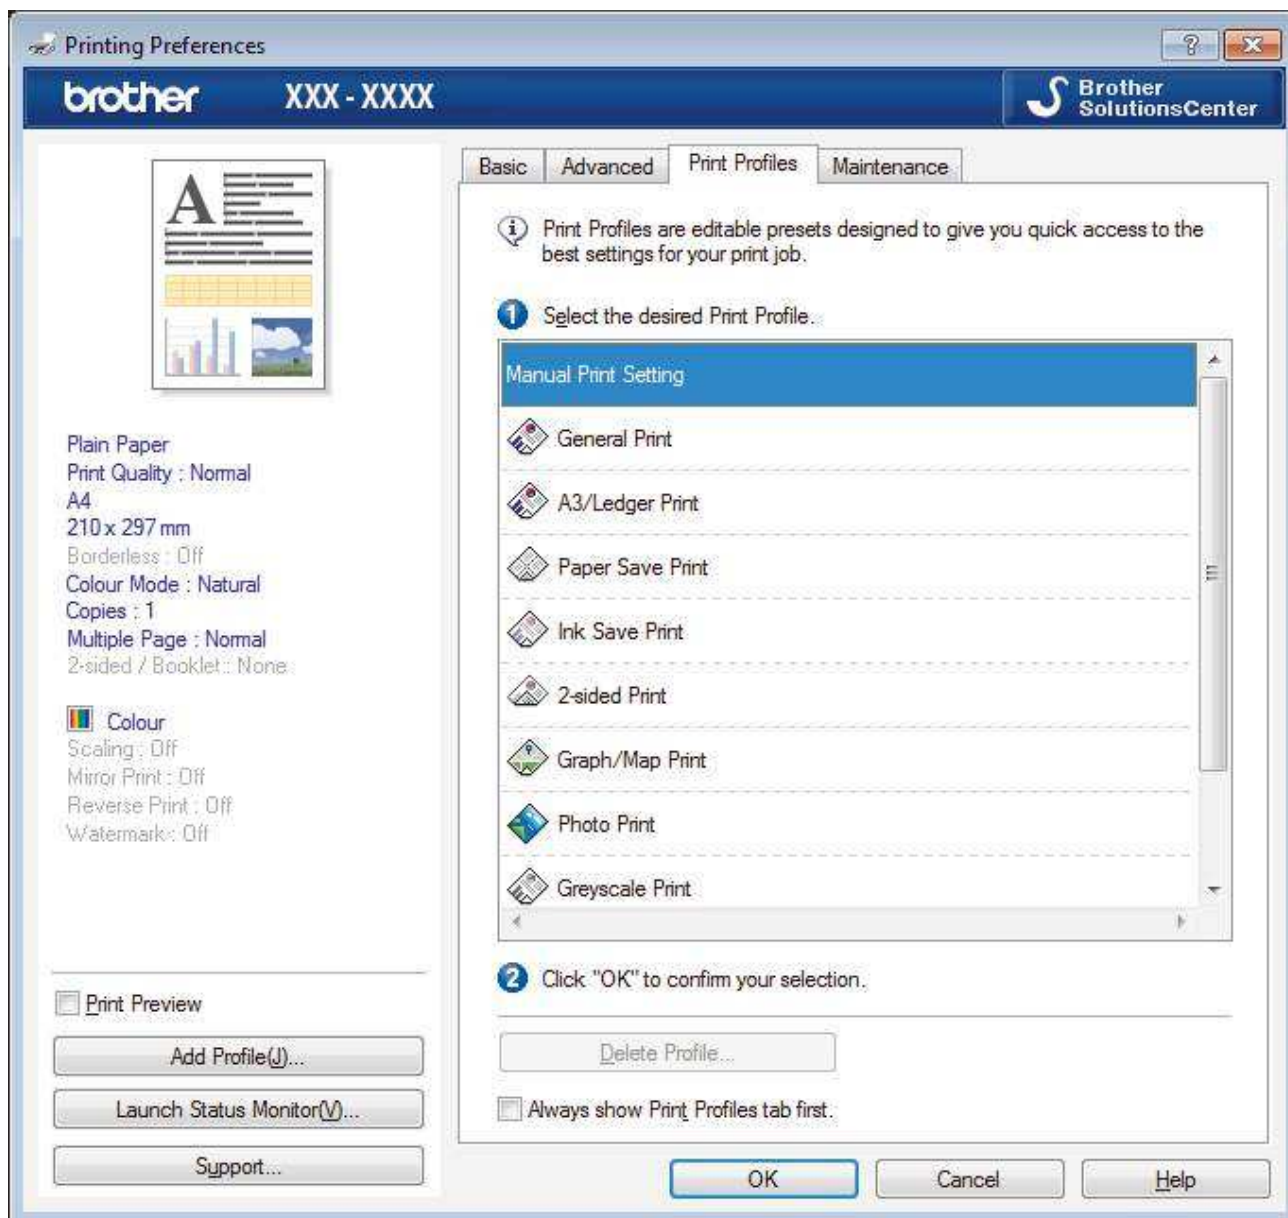 Printing Preferences
brother XXX - XXXX
Brother
SolutionsCenter
A
Plain Paper
Print Quality : Normal
A4
210 x 297 mm
Borderless : Off
Colour Mode : Natural
Copies : 1
Multiple Page : Normal
2-sided / Booklet : None
Colour
Scaling : Off
Mirror Print : Off
Reverse Print : Off
Watermark : Off
Print Preview
Add Profile(J)...
Launch Status Monitor(V)...
Support...
Basic Advanced Print Profiles Maintenance
Print Profiles are editable presets designed to give you quick access to the
best settings for your print job.
1 Select the desired Print Profile.
Manual Print Setting
General Print
A3/Ledger Print
Paper Save Print
Ink Save Print
2-sided Print
Graph/Map Print
Photo Print
Greyscale Print
2 Click "OK" to confirm your selection.
Delete Profile...
Always show Print Profiles tab first.
OK Cancel Help